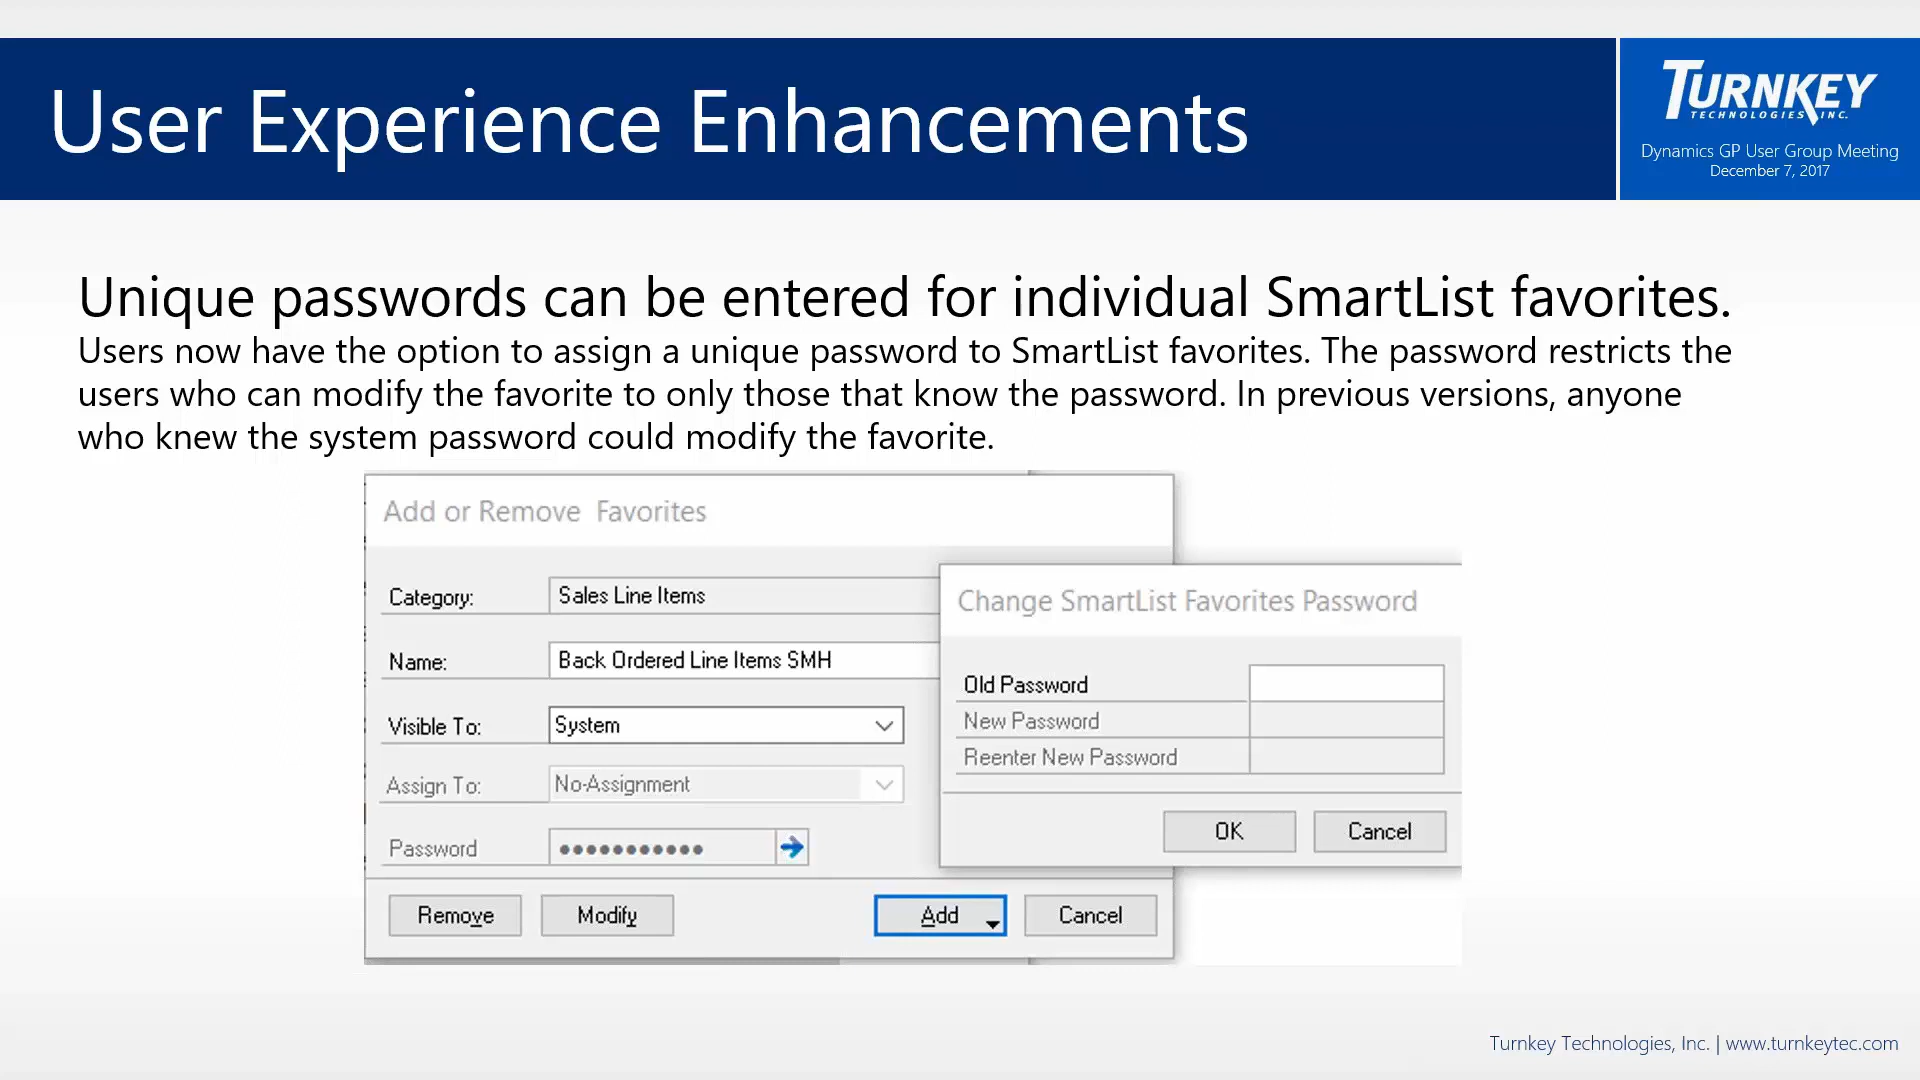 User Experience Enhancements
TURNKEY
TECHNOLOGIES, INC.
Dynamics GP User Group Meeting
December 7, 2017
Unique passwords can be entered for individual SmartList favorites.
Users now have the option to assign a unique password to SmartList favorites. The password restricts the
users who can modify the favorite to only those that know the password. In previous versions, anyone
who knew the system password could modify the favorite.
Add or Remove Favorites
Category: Sales Line Items
Name: Back Ordered Line Items SMH
Visible To: System
Assign To: No-Assignment
Password
Remove Modify Add Cancel
Change SmartList Favorites Password
Old Password
New Password
Reenter New Password
OK Cancel
Turnkey Technologies, Inc. | www.turnkeytec.com